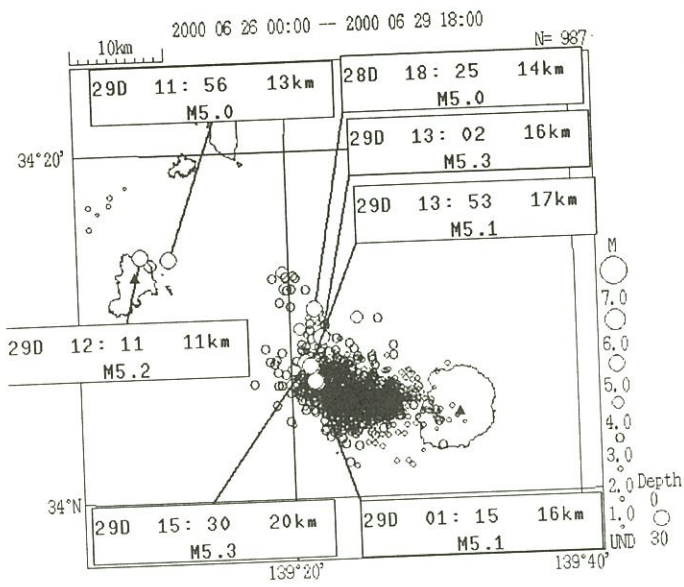 2000 06 26 00:00 -- 2000 06 29 18:00
10km
N= 987
29D 11: 56 13km
M5.0
28D 18: 25 14km
M5.0
29D 13: 02 16km
M5.3
29D 13: 53 17km
M5.1
34°20'
M
7.0
6.0
5.0
4.0
3.0
2.0
1.0
UND
Depth
0
30
29D 12: 11 11km
M5.2
34°N
29D 15: 30 20km
M5.3
29D 01: 15 16km
M5.1
139°20'
139°40'